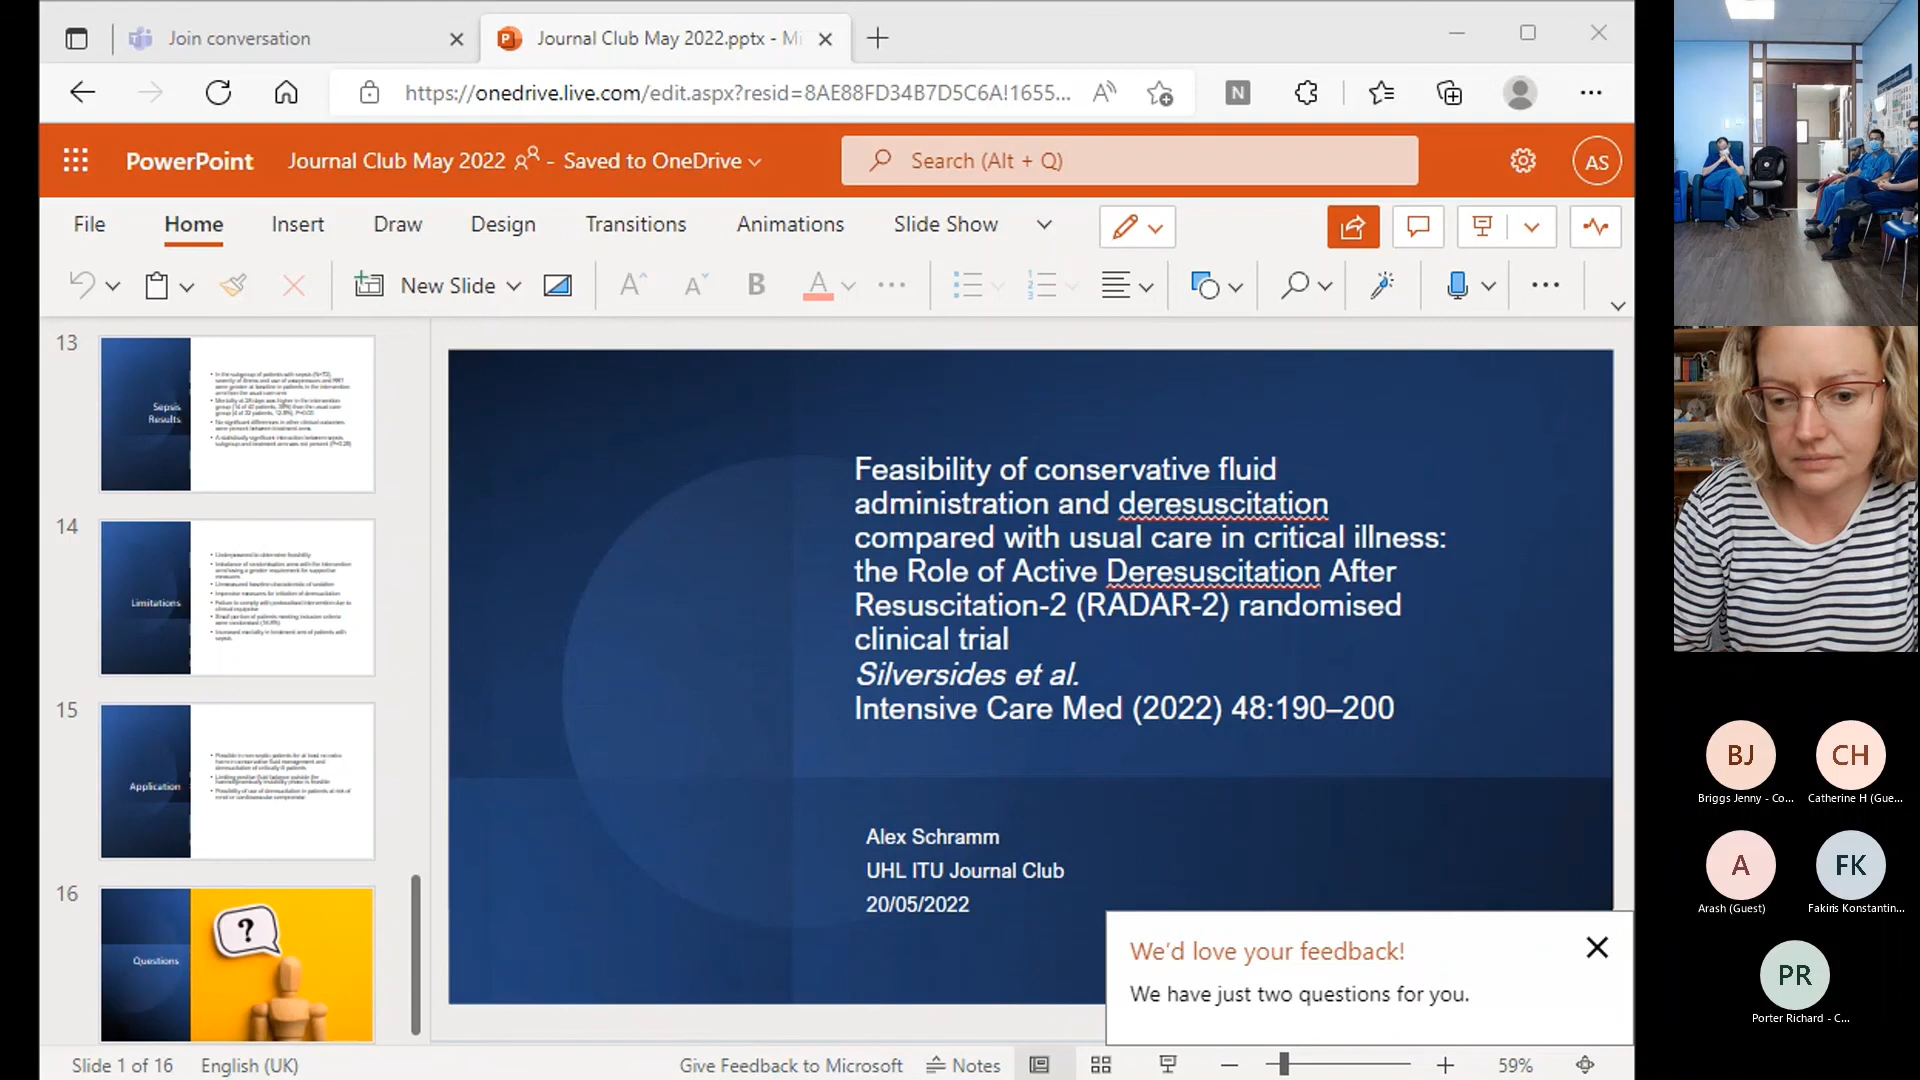 Join conversation
Journal Club May 2022.pptx - Mi
https://onedrive.live.com/edit.aspx?resid=8AE88FD34B7D5C6A!1655...
N
PowerPoint
Journal Club May 2022 - Saved to OneDrive
Search (Alt + Q)
AS
File Home Insert Draw Design Transitions Animations Slide Show
New Slide
13
Sepsis
Results
14
Limitations
15
Application
16
?
Questions
Feasibility of conservative fluid
administration and deresuscitation
compared with usual care in critical illness:
the Role of Active Deresuscitation After
Resuscitation-2 (RADAR-2) randomised
clinical trial
Silversides et al.
Intensive Care Med (2022) 48:190–200
Alex Schramm
UHL ITU Journal Club
20/05/2022
We'd love your feedback!
We have just two questions for you.
Slide 1 of 16 English (UK) Give Feedback to Microsoft Notes 59%
BJ
Briggs Jenny - Co...
CH
Catherine H (Gue...
A
Arash (Guest)
FK
Fakiris Konstantin...
PR
Porter Richard - C...